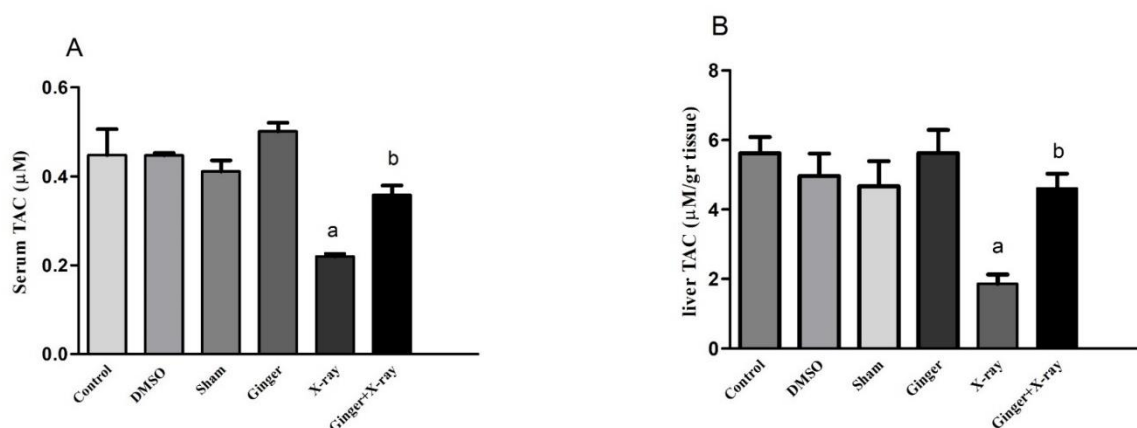 A
Serum TAC (μM)
0.6
0.4
0.2
0.0
a
b
Control
DMSO
Sham
Ginger
X-ray
Ginger+X-ray
B
liver TAC (μM/gr tissue)
8
6
4
2
0
a
b
Control
DMSO
Sham
Ginger
X-ray
Ginger+X-ray